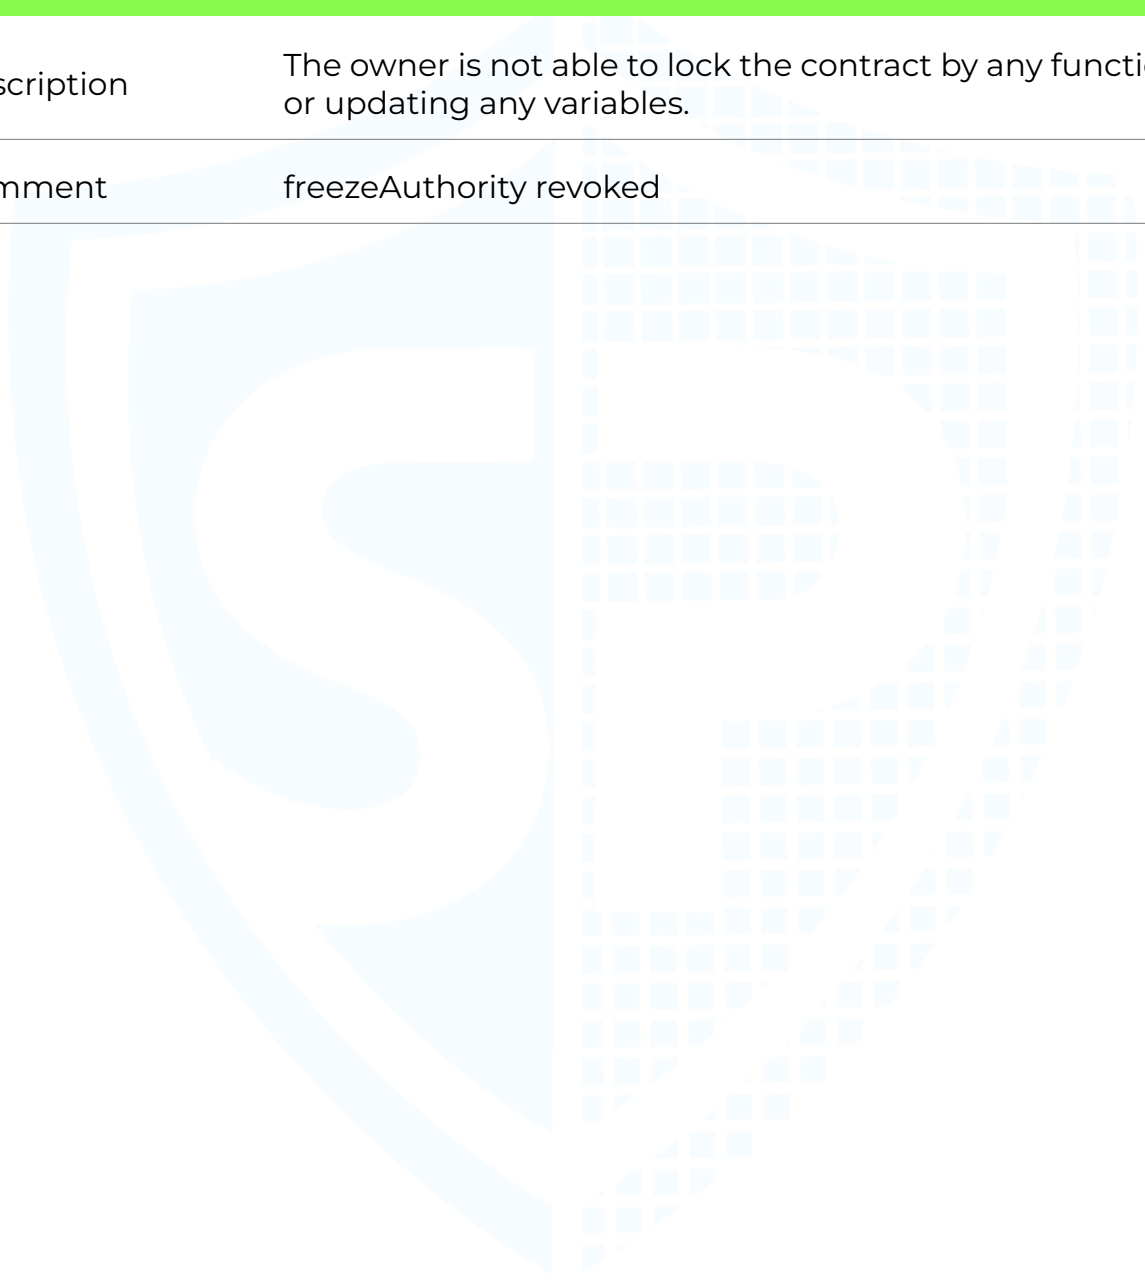 scription
The owner is not able to lock the contract by any functi
or updating any variables.
mment
freezeAuthority revoked
SP